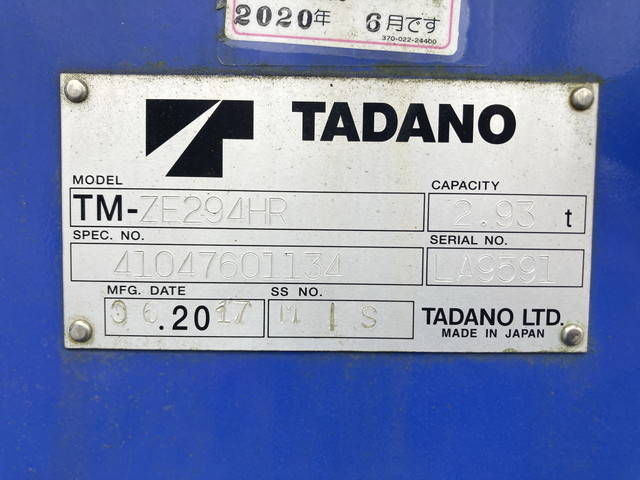 2020年 6月です
370-022-24400
TADANO
MODEL
CAPACITY
TM-ZE294HR
2.93 t
SPEC. NO.
SERIAL NO.
41047601134
LA9591
MFG. DATE
SS NO.
06.2017
M I S
TADANO LTD.
MADE IN JAPAN